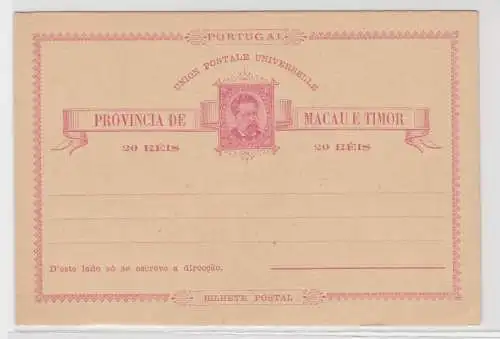 PORTUGAL
UNION POSTALE UNIVERSELLE
PROVINCIA DE MACAU E TIMOR
20 RÉIS 20 RÉIS
D'este lado só se escreve a direcção.
BILHETE POSTAL